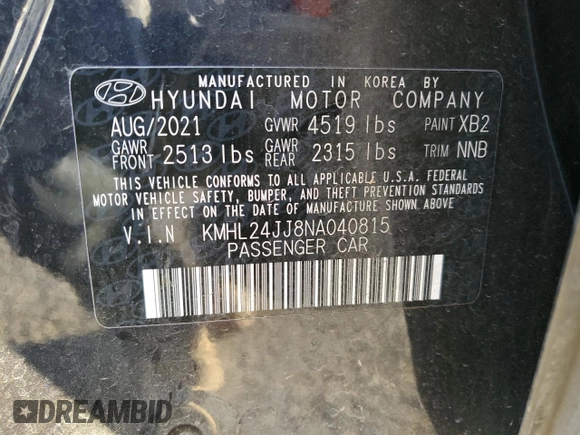 MANUFACTURED IN KOREA BY
HYUNDAI MOTOR COMPANY
AUG/2021 GVWR 4519 lbs PAINT XB2
GAWR FRONT 2513 lbs GAWR REAR 2315 lbs TRIM NNB
THIS VEHICLE CONFORMS TO ALL APPLICABLE U.S.A. FEDERAL
MOTOR VEHICLE SAFETY, BUMPER, AND THEFT PREVENTION STANDARDS
IN EFFECT ON THE DATE OF MANUFACTURE SHOWN ABOVE.
V.I.N KMHL24JJ8NA040815
PASSENGER CAR
DREAMBID